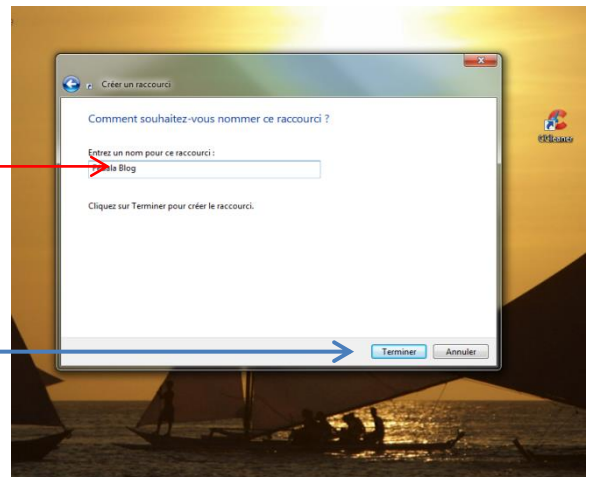 Créer un raccourci
Comment souhaitez-vous nommer ce raccourci ?
Entrez un nom pour ce raccourci :
Blog
Cliquez sur Terminer pour créer le raccourci.
Terminer Annuler
CCleaner